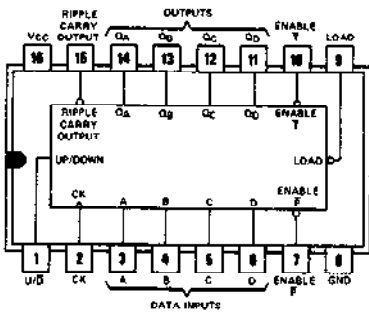 RIPPLE CARRY OUTPUT
OUTPUTS
ENABLE T
VCC QA QB QC QD LOAD
16 15 14 13 12 11 10 9
RIPPLE CARRY OUTPUT QA QB QC QD ENABLE T
UP/DOWN LOAD
CK A B C D ENABLE P
1 2 3 4 5 6 7 8
U/D CK A B C D ENABLE P GND
DATA INPUTS